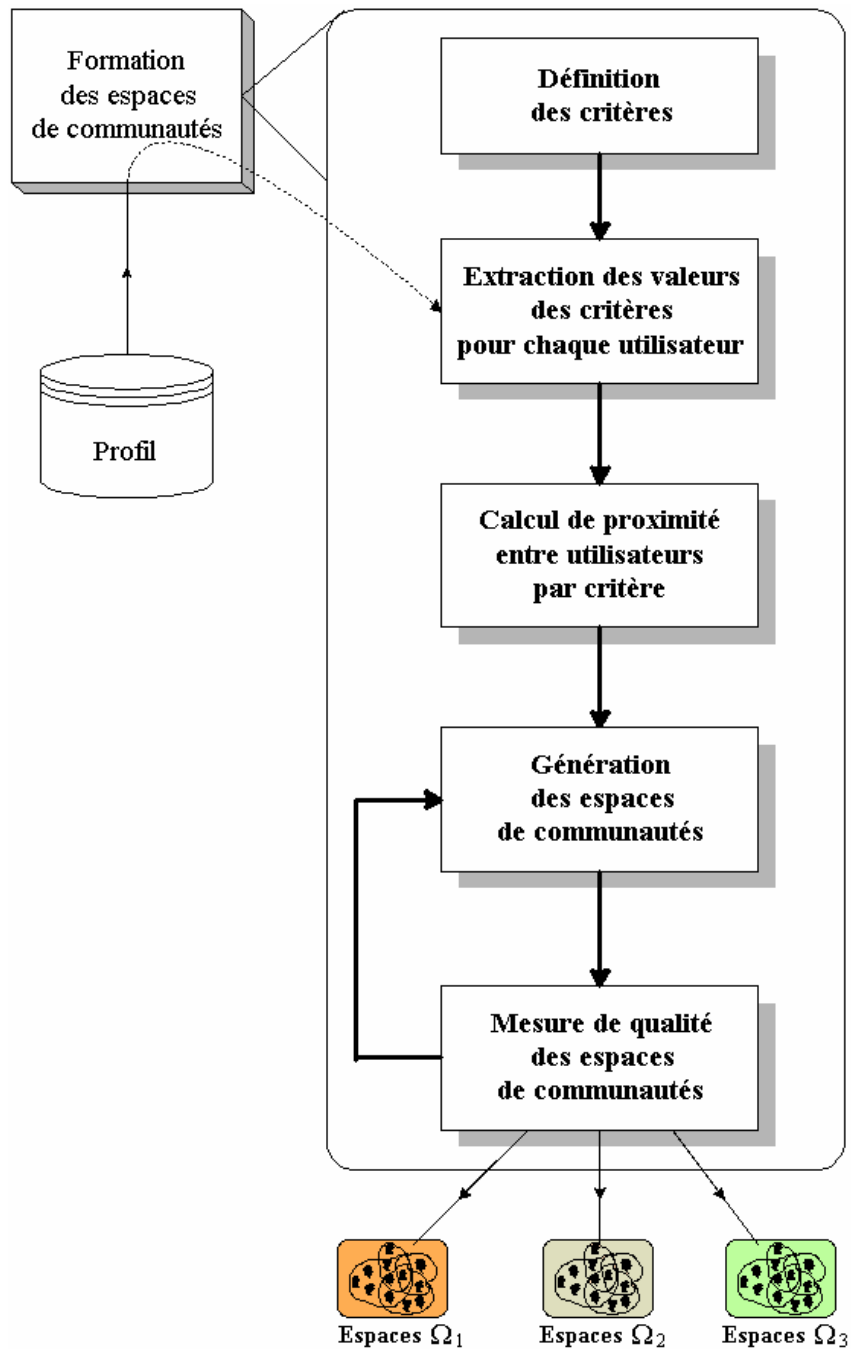 Formation
des espaces
de communautés
Profil
Définition
des critères
Extraction des valeurs
des critères
pour chaque utilisateur
Calcul de proximité
entre utilisateurs
par critère
Génération
des espaces
de communautés
Mesure de qualité
des espaces
de communautés
Espaces Ω1
Espaces Ω2
Espaces Ω3